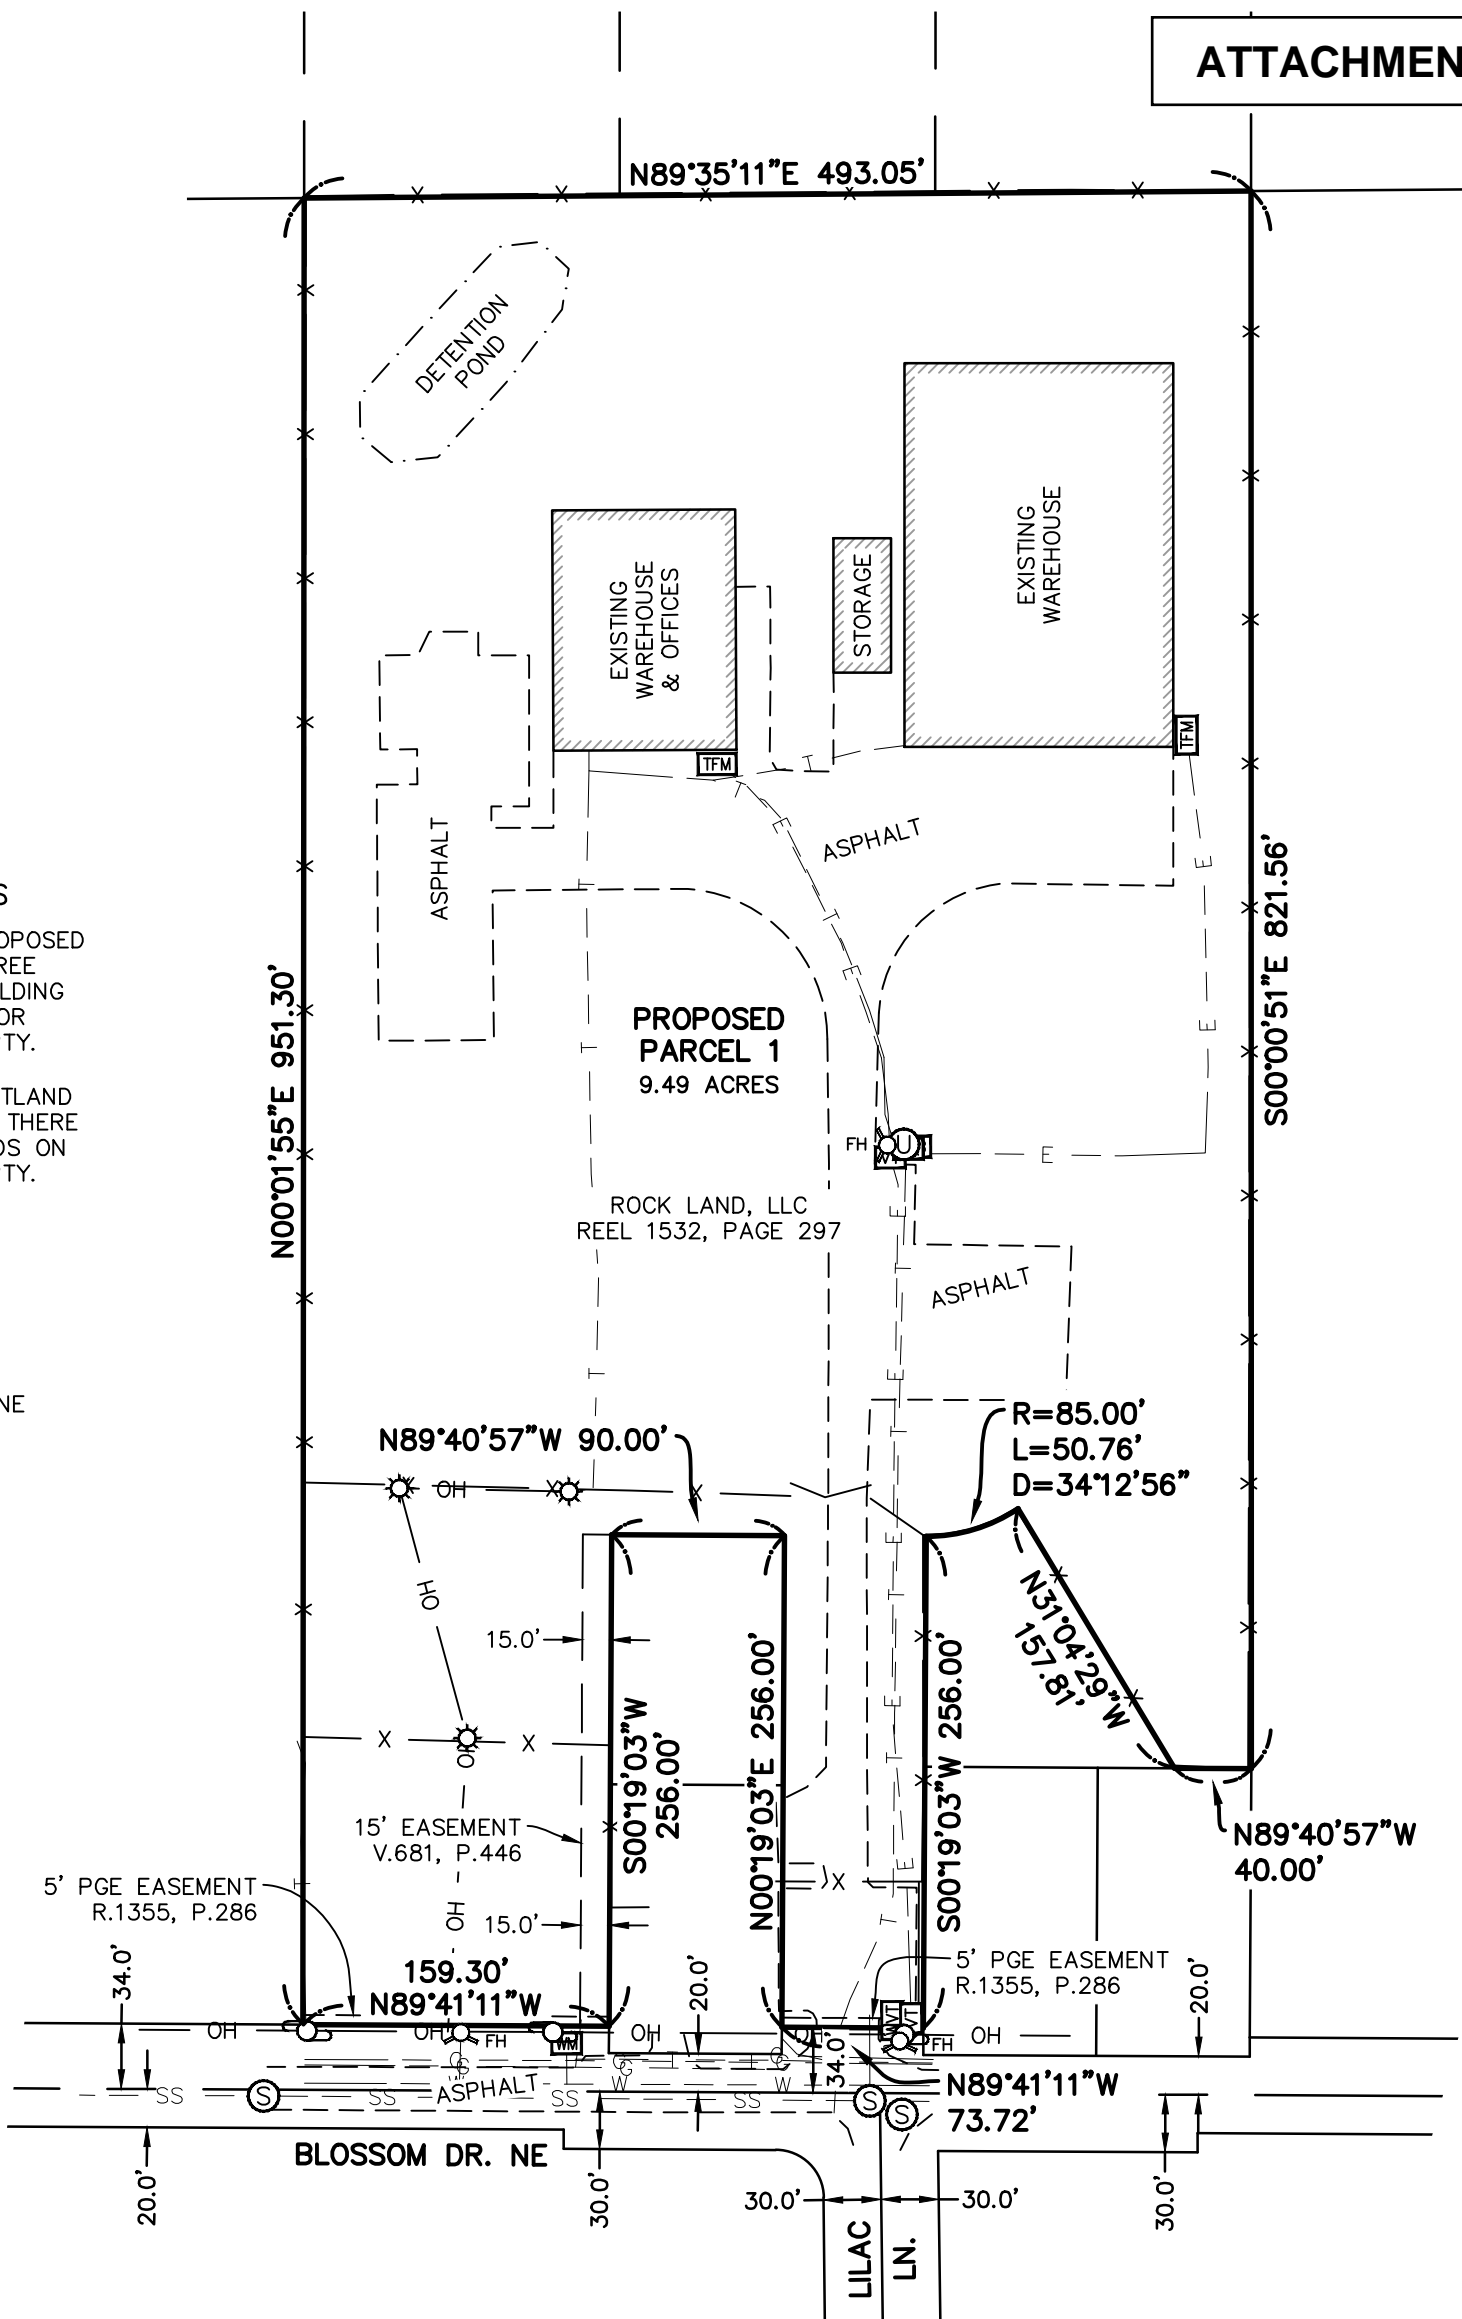 ATTACHMEN
N89°35'11"E 493.05'
DETENTION
POND
EXISTING
WAREHOUSE
EXISTING
WAREHOUSE
& OFFICES
STORAGE
TFM
TFM
ASPHALT
ASPHALT
S
OPOSED
REE
LDING
OR
TY.
TLAND
THERE
DS ON
TY.
NE
N00°01'55"E 951.30'
S00°00'51"E 821.56'
PROPOSED
PARCEL 1
9.49 ACRES
FH
U
ROCK LAND, LLC
REEL 1532, PAGE 297
ASPHALT
R=85.00'
L=50.76'
D=34°12'56"
N89°40'57"W 90.00'
OH
OH
15.0'
N31°04'29"W
157.81'
S00°19'03"W
256.00'
N00°19'03"E 256.00'
S00°19'03"W 256.00'
OH
15' EASEMENT
V.681, P.446
N89°40'57"W
40.00'
5' PGE EASEMENT
R.1355, P.286
OH
15.0'
159.30'
N89°41'11"W
5' PGE EASEMENT
R.1355, P.286
34.0'
20.0'
20.0'
OH
OH
FH
WM
OH
FH
OH
34.0'
N89°41'11"W
73.72'
SS
S
SS
ASPHALT
SS
SS
S
S
G
G
G
G
W
G
W
BLOSSOM DR. NE
20.0'
30.0'
30.0'
30.0'
30.0'
LILAC
LN.